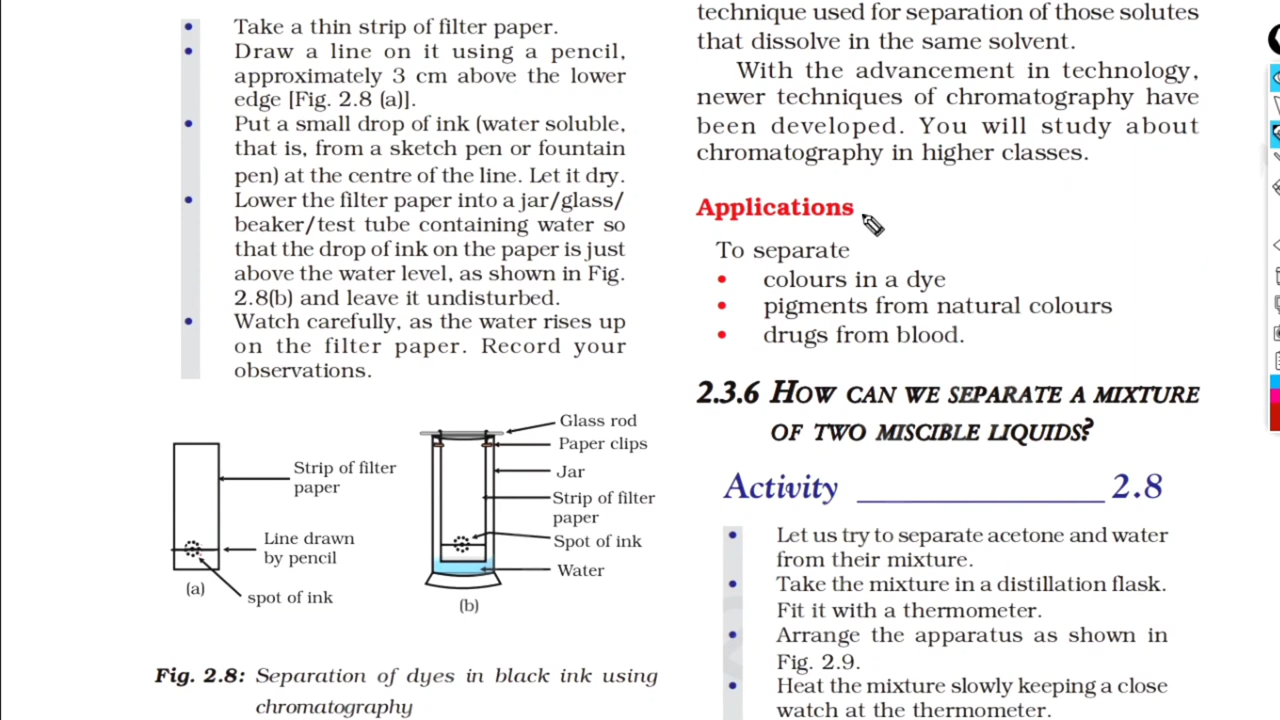 Take a thin strip of filter paper.
Draw a line on it using a pencil,
approximately 3 cm above the lower
edge [Fig. 2.8 (a)].
Put a small drop of ink (water soluble,
that is, from a sketch pen or fountain
pen) at the centre of the line. Let it dry.
Lower the filter paper into a jar/glass/
beaker/test tube containing water so
that the drop of ink on the paper is just
above the water level, as shown in Fig.
2.8(b) and leave it undisturbed.
Watch carefully, as the water rises up
on the filter paper. Record your
observations.
Strip of filter
paper
Line drawn
by pencil
spot of ink
(a)
Glass rod
Paper clips
Jar
Strip of filter
paper
Spot of ink
Water
(b)
Fig. 2.8: Separation of dyes in black ink using
chromatography
technique used for separation of those solutes
that dissolve in the same solvent.
With the advancement in technology,
newer techniques of chromatography have
been developed. You will study about
chromatography in higher classes.
Applications
To separate
colours in a dye
pigments from natural colours
drugs from blood.
2.3.6 HOW CAN WE SEPARATE A MIXTURE
OF TWO MISCIBLE LIQUIDS?
Activity ______________ 2.8
Let us try to separate acetone and water
from their mixture.
Take the mixture in a distillation flask.
Fit it with a thermometer.
Arrange the apparatus as shown in
Fig. 2.9.
Heat the mixture slowly keeping a close
watch at the thermometer.